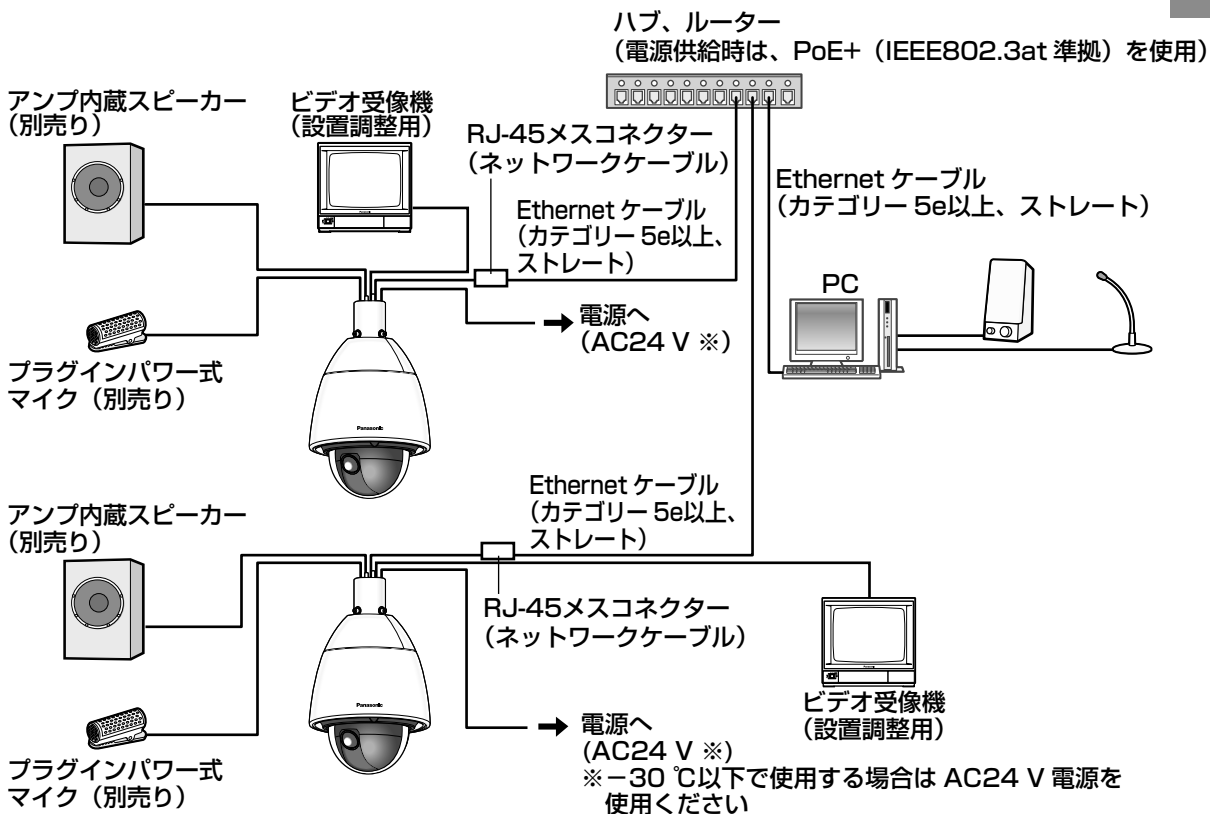 ハブ、ルーター
（電源供給時は、PoE+（IEEE802.3at 準拠）を使用）
アンプ内蔵スピーカー
（別売り）
ビデオ受像機
（設置調整用）
RJ-45メスコネクター
（ネットワークケーブル）
Ethernet ケーブル
（カテゴリー 5e以上、
ストレート）
Ethernet ケーブル
（カテゴリー 5e以上、ストレート）
PC
電源へ
（AC24 V ※）
プラグインパワー式
マイク（別売り）
Panasonic
Ethernet ケーブル
（カテゴリー 5e以上、
ストレート）
アンプ内蔵スピーカー
（別売り）
RJ-45メスコネクター
（ネットワークケーブル）
Panasonic
ビデオ受像機
（設置調整用）
電源へ
（AC24 V ※）
※－30 ℃以下で使用する場合は AC24 V 電源を
使用ください
プラグインパワー式
マイク（別売り）